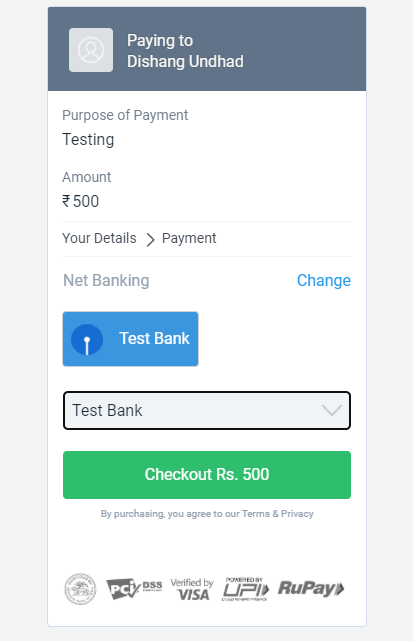 Paying to
Dishang Undhad
Purpose of Payment
Testing
Amount
₹ 500
Your Details > Payment
Net Banking Change
Test Bank
Test Bank
Checkout Rs. 500
By purchasing, you agree to our Terms & Privacy
PCI DSS
Verified by
VISA
POWERED BY
UPI
RuPay